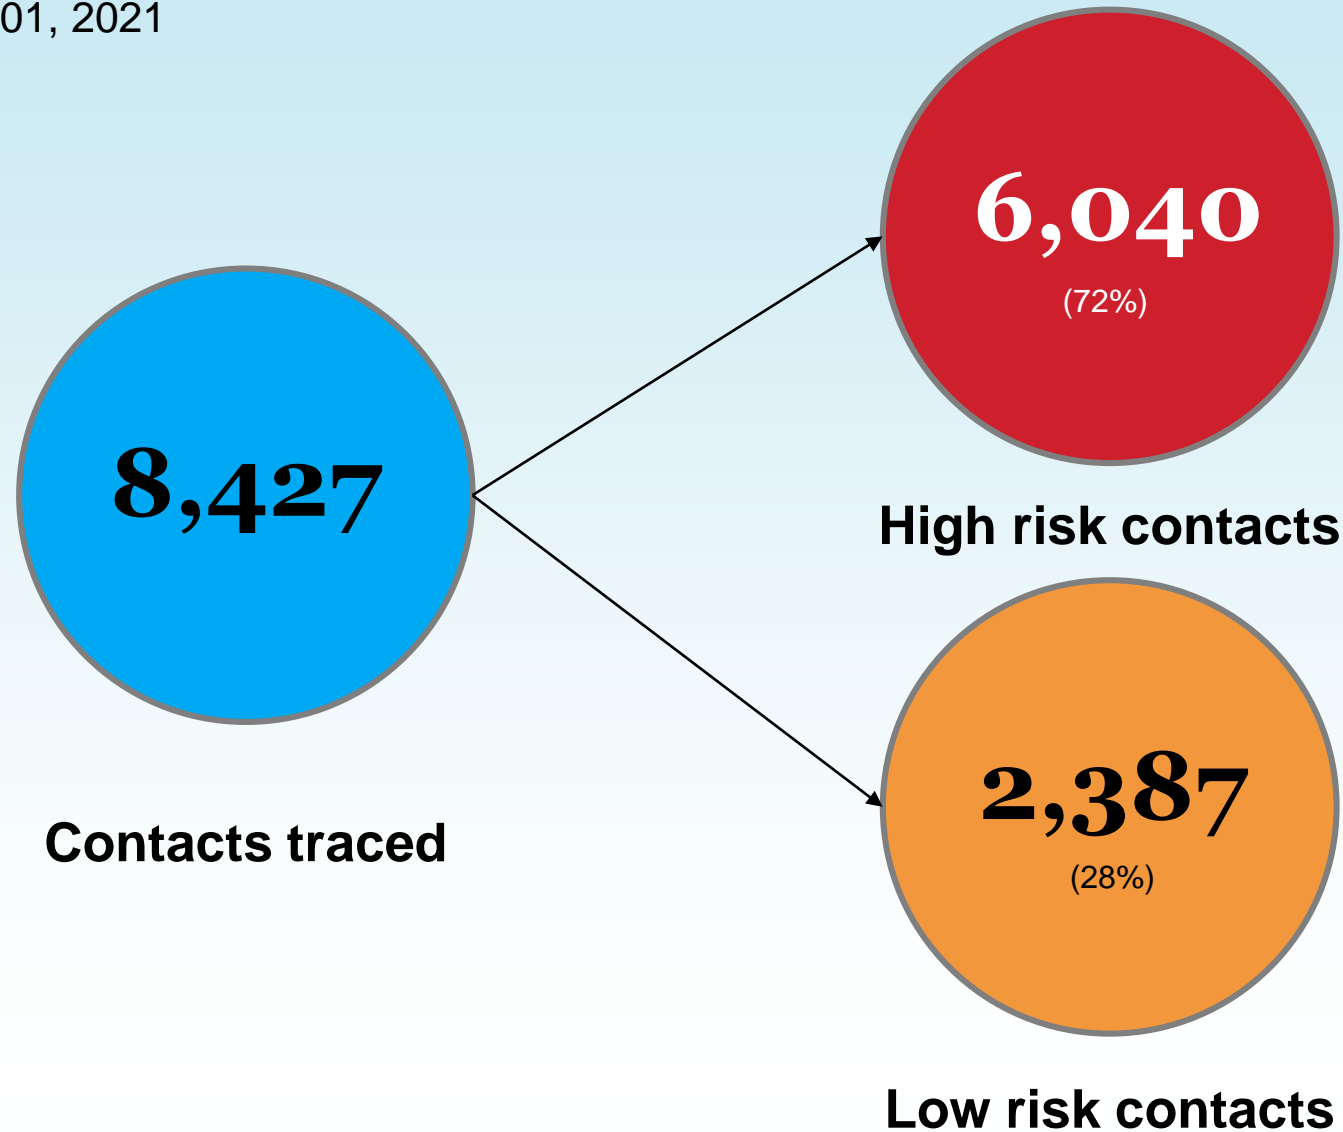 01, 2021
6,040
(72%)
High risk contacts
8,427
Contacts traced
2,387
(28%)
Low risk contacts